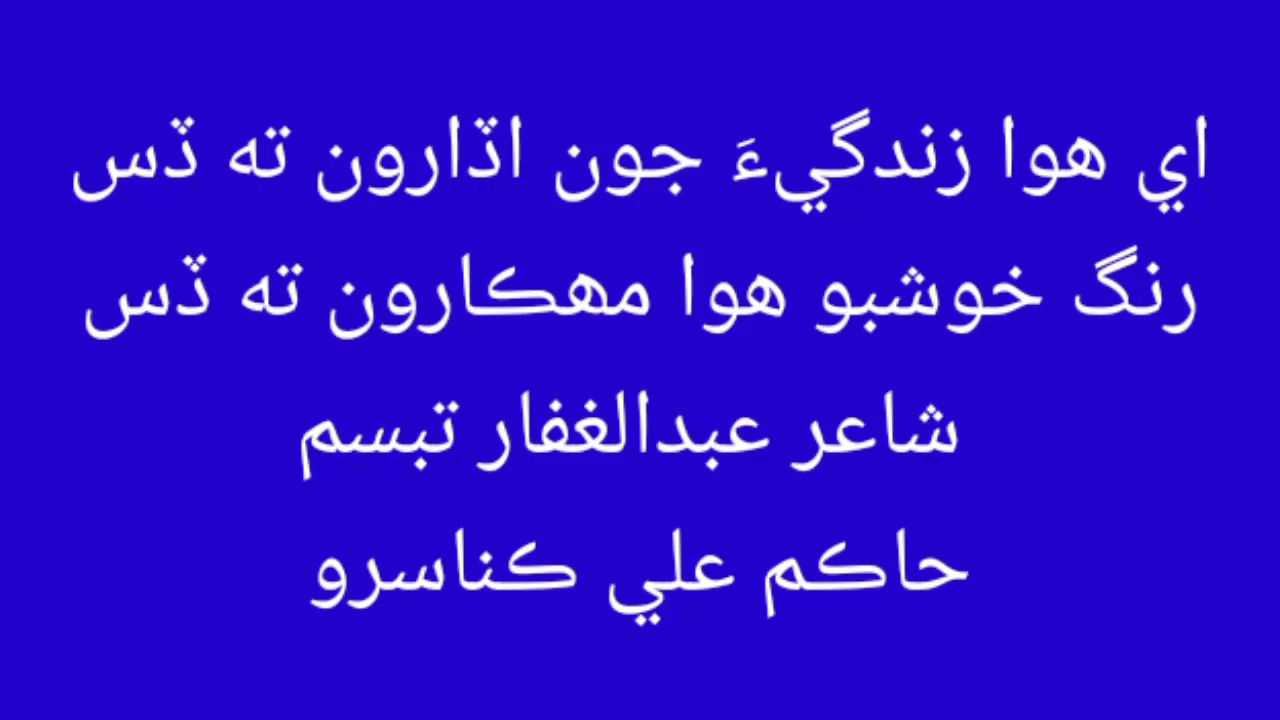 اي هوا زندگيءَ جون اڏارون ته ڏس
رنگ خوشبو هوا مهڪارون ته ڏس
شاعر عبدالغفار تبسم
حاڪم علي ڪناسرو